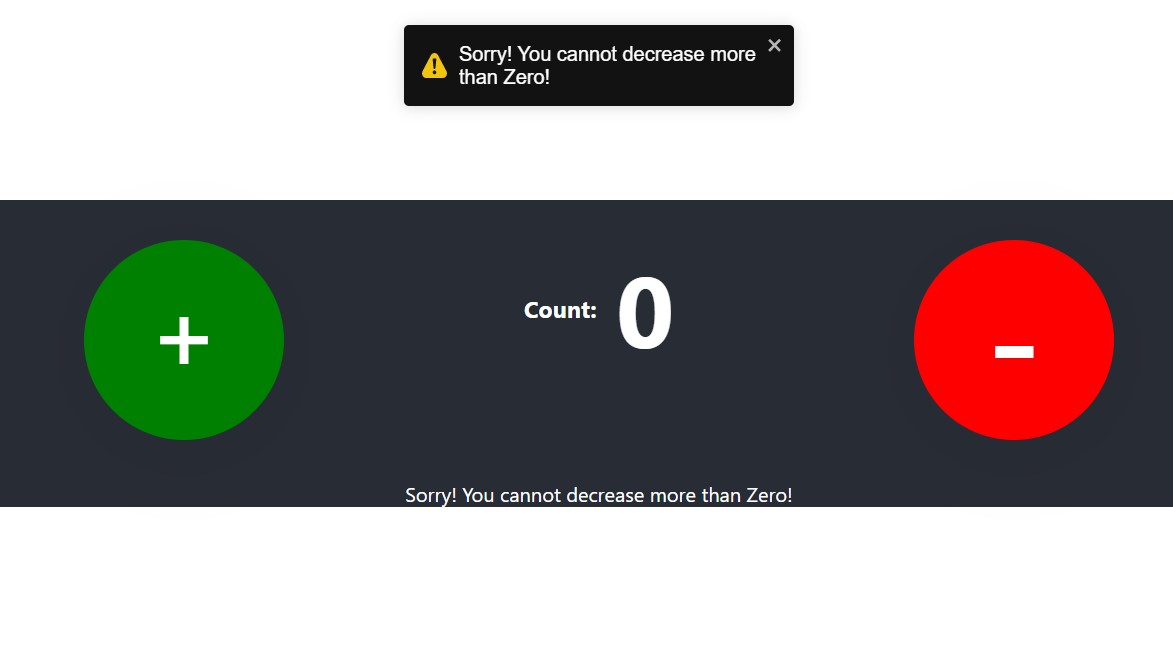 Sorry! You cannot decrease more
than Zero!
×
+
Count: 0
-
Sorry! You cannot decrease more than Zero!